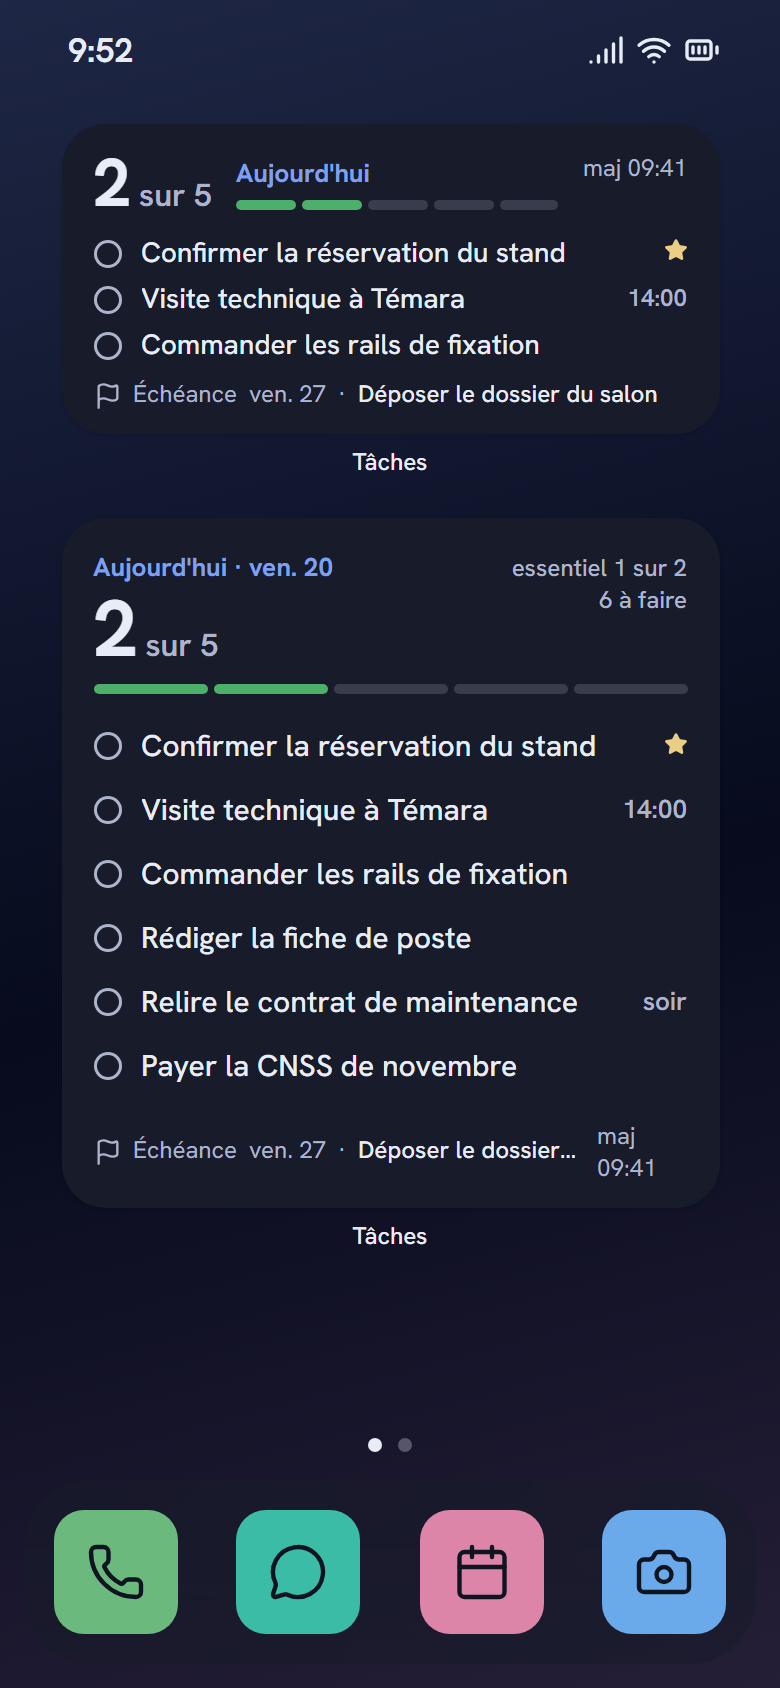 9:52
2 sur 5 Aujourd'hui maj 09:41
Confirmer la réservation du stand
Visite technique à Témara 14:00
Commander les rails de fixation
Échéance ven. 27 · Déposer le dossier du salon
Tâches
Aujourd'hui · ven. 20 essentiel 1 sur 2
6 à faire
2 sur 5
Confirmer la réservation du stand
Visite technique à Témara 14:00
Commander les rails de fixation
Rédiger la fiche de poste
Relire le contrat de maintenance soir
Payer la CNSS de novembre
Échéance ven. 27 · Déposer le dossier... maj
09:41
Tâches